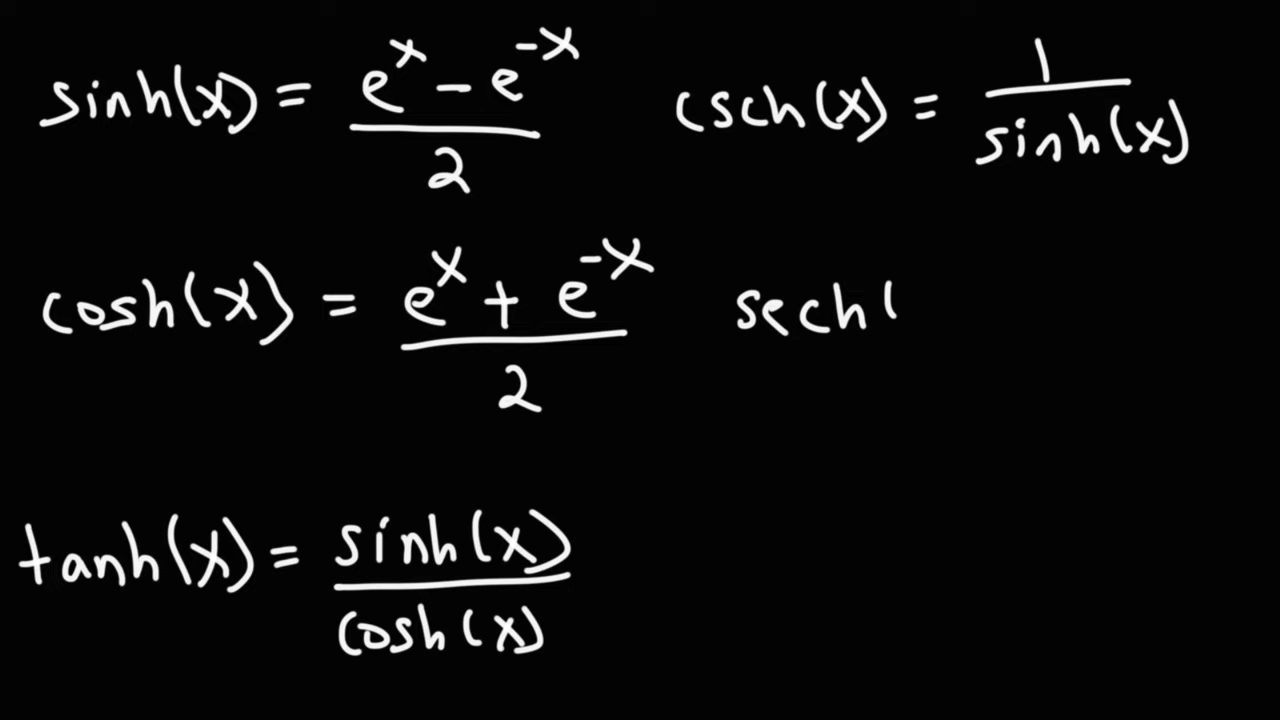 sinh(x) = (e^x - e^-x)/2    csch(x) = 1/sinh(x)
cosh(x) = (e^x + e^-x)/2    sech(
tanh(x) = sinh(x)/cosh(x)